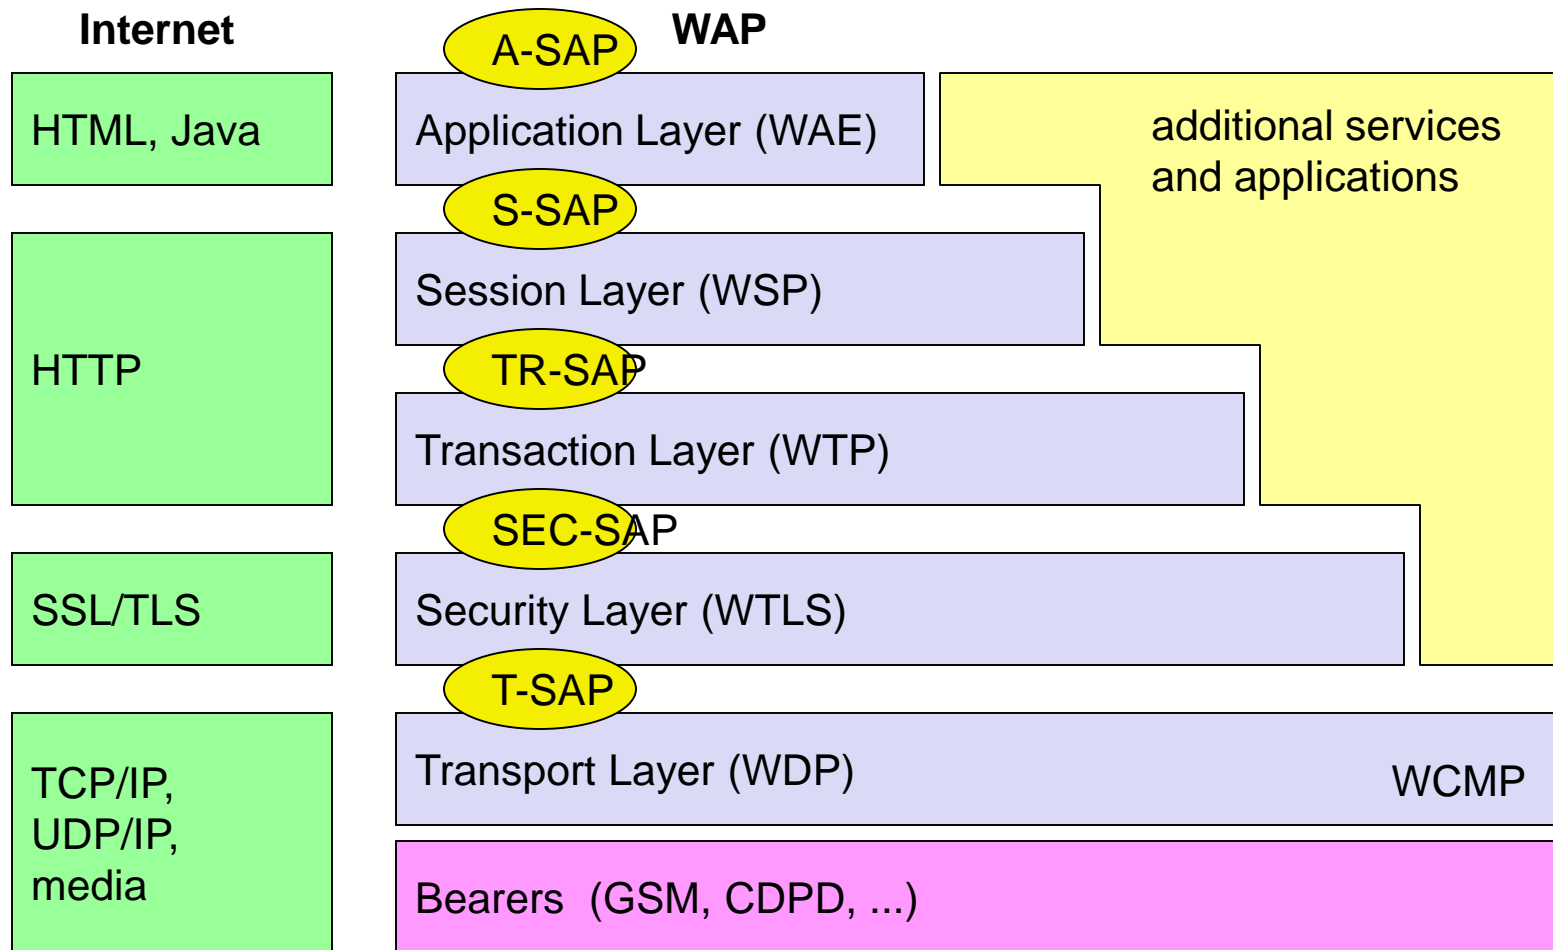 Internet
WAP
A-SAP
HTML, Java
Application Layer (WAE)
additional services
and applications
S-SAP
HTTP
Session Layer (WSP)
TR-SAP
Transaction Layer (WTP)
SEC-SAP
SSL/TLS
Security Layer (WTLS)
T-SAP
TCP/IP,
UDP/IP,
media
Transport Layer (WDP)
WCMP
Bearers (GSM, CDPD, ...)